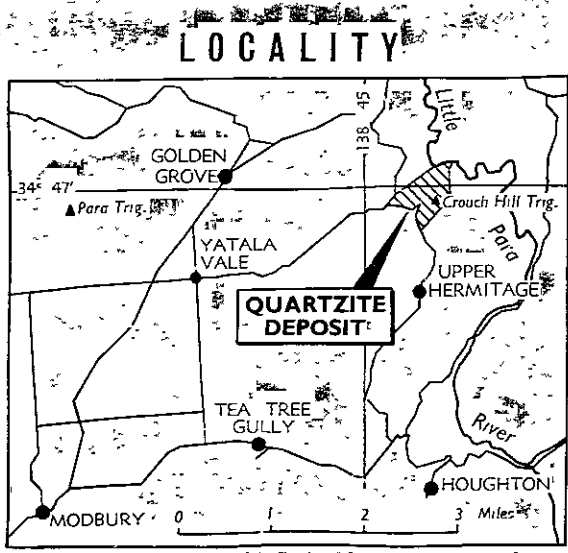 LOCALITY
Little
138 45
GOLDEN
GROVE
34° 47'
Para Trig.
Crouch Hill Trig.
Para
YATALA
VALE
UPPER
HERMITAGE
QUARTZITE
DEPOSIT
TEA TREE
GULLY
River
HOUGHTON
MODBURY
0 1 2 3 Miles